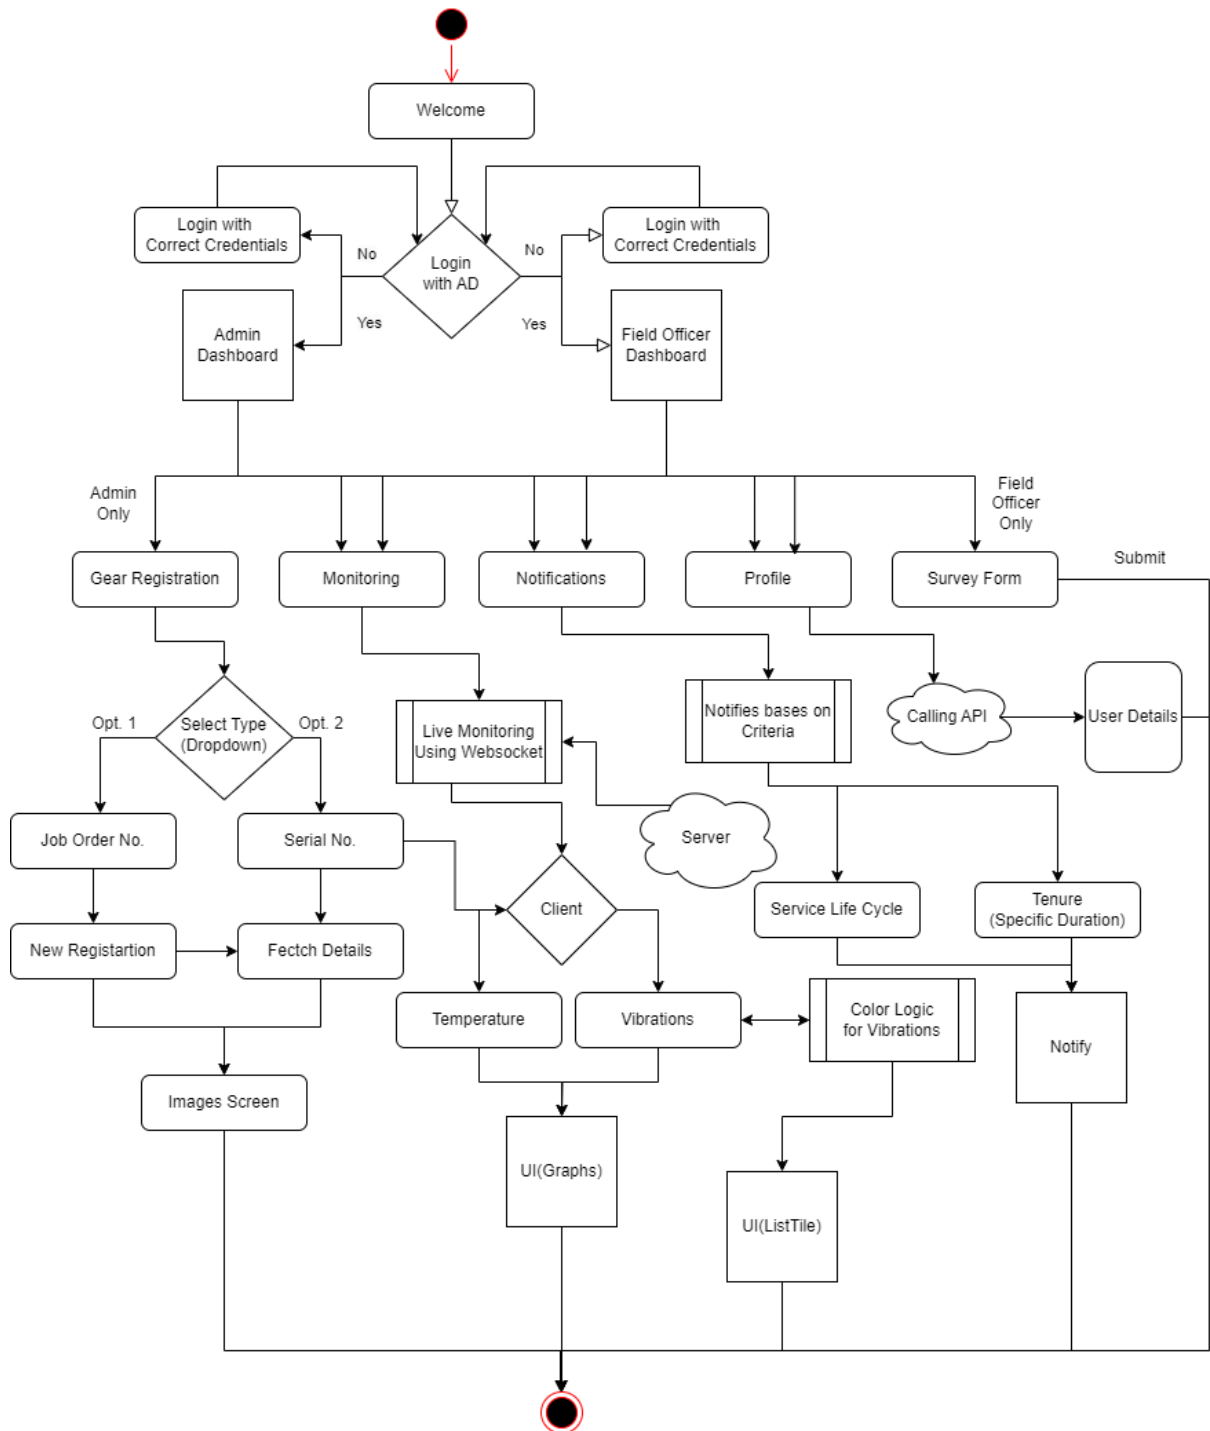 Welcome
Login with
Correct Credentials
Login with
Correct Credentials
No
Login
with AD
No
Yes
Yes
Admin
Dashboard
Field Officer
Dashboard
Admin
Only
Field
Officer
Only
Gear Registration
Monitoring
Notifications
Profile
Survey Form
Submit
Opt. 1
Select Type
(Dropdown)
Opt. 2
Live Monitoring
Using Websocket
Notifies bases on
Criteria
Calling API
User Details
Job Order No.
Serial No.
Server
Client
Service Life Cycle
Tenure
(Specific Duration)
New Registartion
Fectch Details
Temperature
Vibrations
Color Logic
for Vibrations
Notify
Images Screen
UI(Graphs)
UI(ListTile)